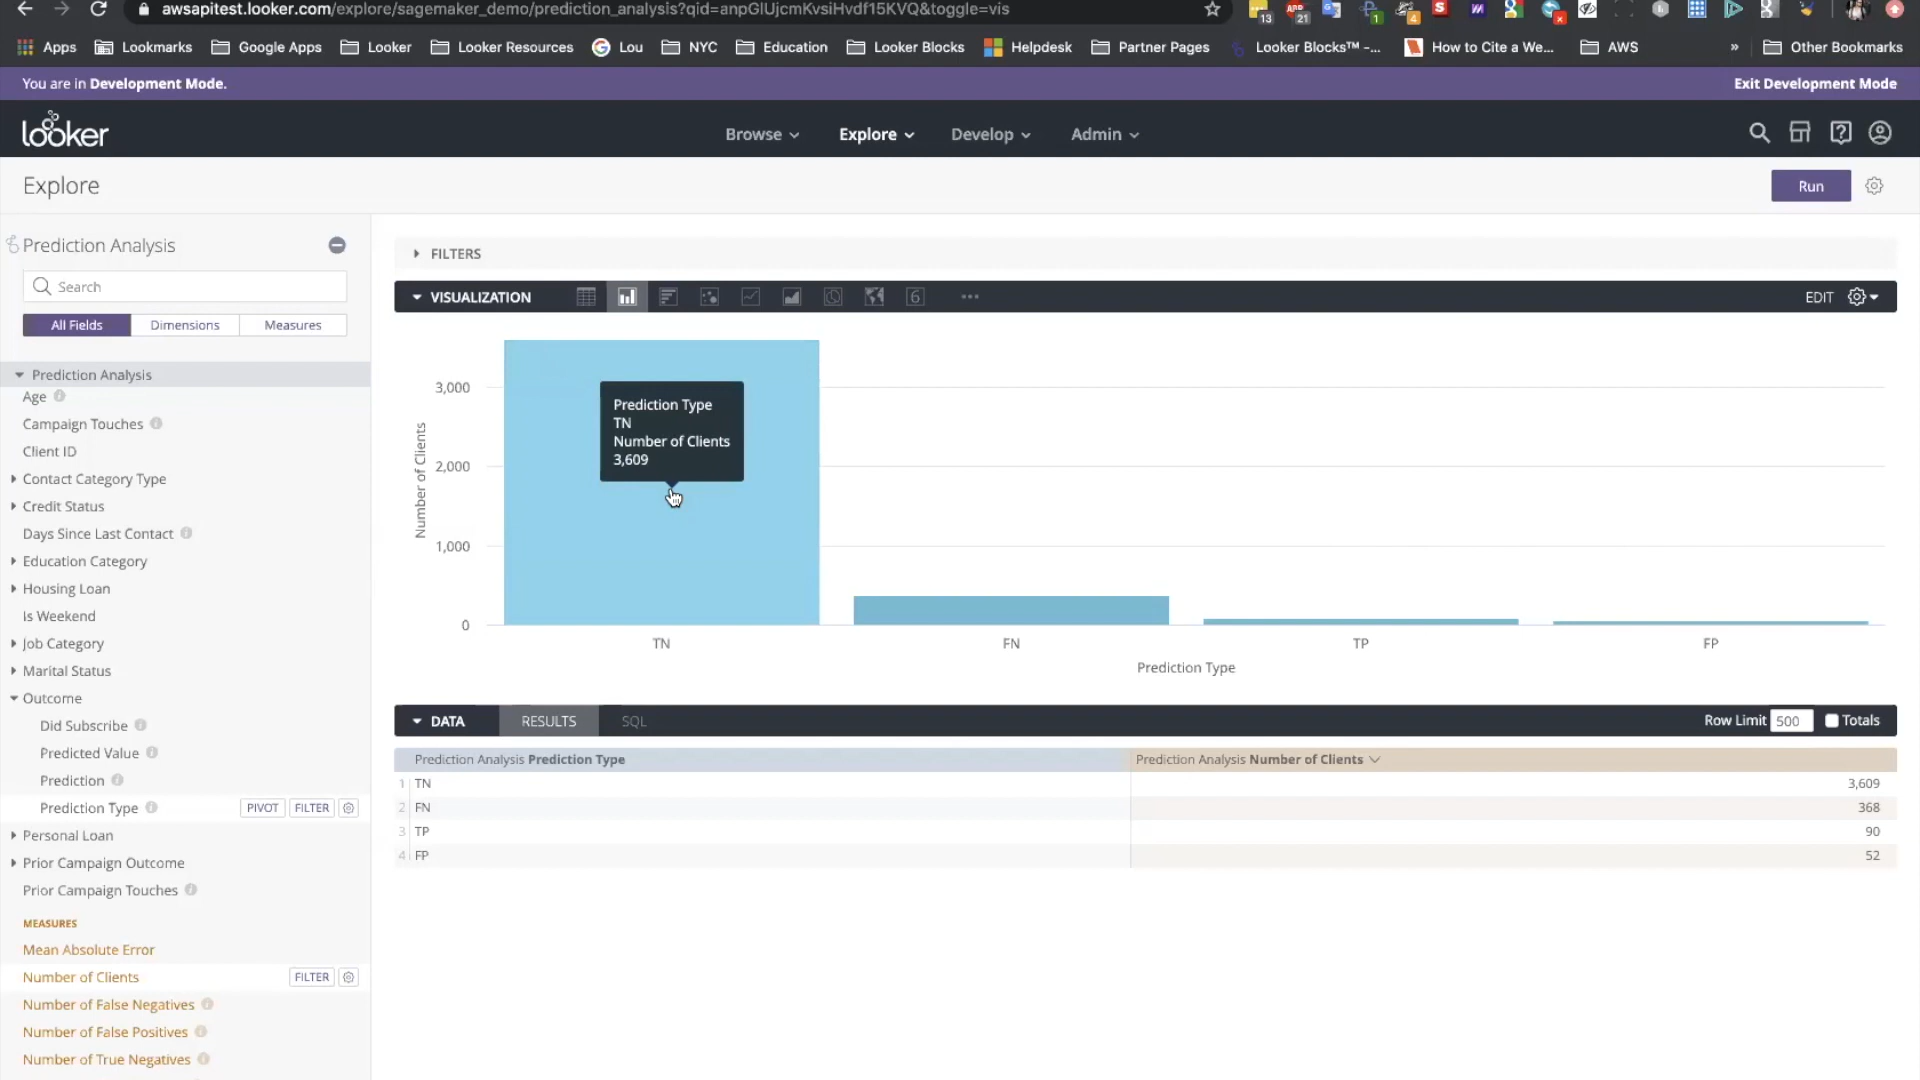 awsapitest.looker.com/explore/sagemaker_demo/prediction_analysis?qid=anpGlUjcmKvsiHvdf15KVQ&toggle=vis
13
21
1
4
Apps
Lookmarks
Google Apps
Looker
Looker Resources
Lou
NYC
Education
Looker Blocks
Helpdesk
Partner Pages
Looker Blocks™ -...
How to Cite a We...
AWS
»
Other Bookmarks
You are in Development Mode.
Exit Development Mode
looker
Browse
Explore
Develop
Admin
Explore
Run
Prediction Analysis
Search
All Fields
Dimensions
Measures
Prediction Analysis
Age
Campaign Touches
Client ID
Contact Category Type
Credit Status
Days Since Last Contact
Education Category
Housing Loan
Is Weekend
Job Category
Marital Status
Outcome
Did Subscribe
Predicted Value
Prediction
Prediction Type
PIVOT
FILTER
Personal Loan
Prior Campaign Outcome
Prior Campaign Touches
MEASURES
Mean Absolute Error
Number of Clients
FILTER
Number of False Negatives
Number of False Positives
Number of True Negatives
FILTERS
VISUALIZATION
6
EDIT
Number of Clients
3,000
2,000
1,000
0
Prediction Type
TN
Number of Clients
3,609
TN
FN
TP
FP
Prediction Type
DATA
RESULTS
SQL
Row Limit 500
Totals
Prediction Analysis Prediction Type
Prediction Analysis Number of Clients
1 TN 3,609
2 FN 368
3 TP 90
4 FP 52